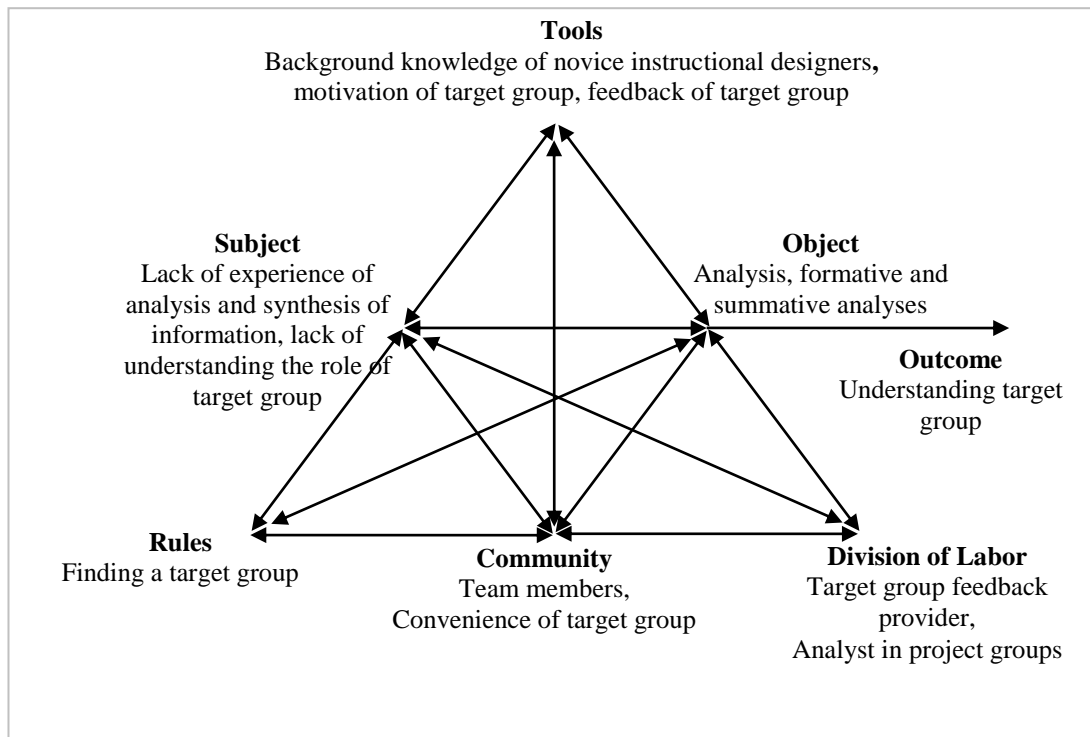 Tools
Background knowledge of novice instructional designers,
motivation of target group, feedback of target group
Subject
Lack of experience of
analysis and synthesis of
information, lack of
understanding the role of
target group
Object
Analysis, formative and
summative analyses
Outcome
Understanding target
group
Rules
Finding a target group
Community
Team members,
Convenience of target group
Division of Labor
Target group feedback
provider,
Analyst in project groups